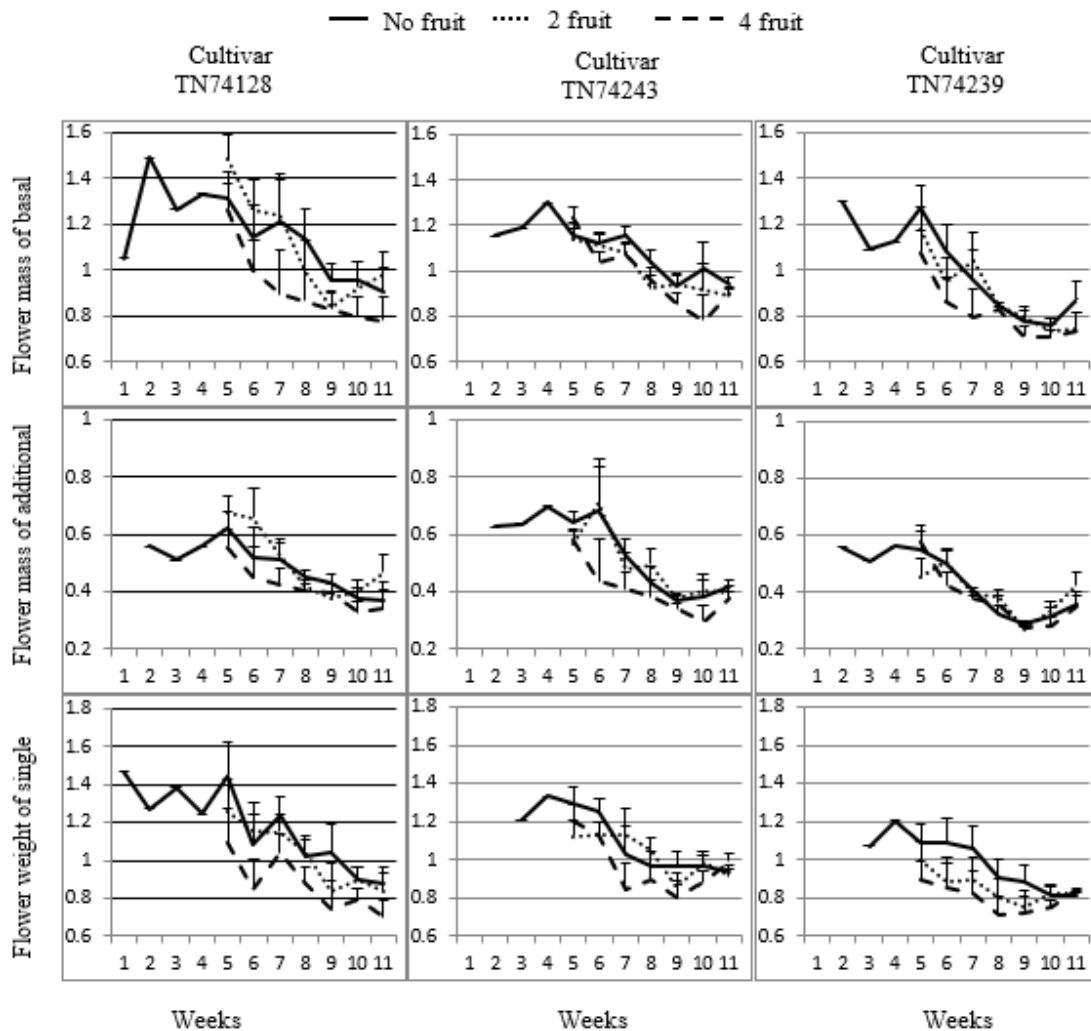 No fruit 2 fruit 4 fruit
Cultivar
TN74128
Cultivar
TN74243
Cultivar
TN74239
Flower mass of basal
1.6
1.4
1.2
1
0.8
0.6
1 2 3 4 5 6 7 8 9 10 11
1.6
1.4
1.2
1
0.8
0.6
1 2 3 4 5 6 7 8 9 10 11
1.6
1.4
1.2
1
0.8
0.6
1 2 3 4 5 6 7 8 9 10 11
Flower mass of additional
1
0.8
0.6
0.4
0.2
1 2 3 4 5 6 7 8 9 10 11
1
0.8
0.6
0.4
0.2
1 2 3 4 5 6 7 8 9 10 11
1
0.8
0.6
0.4
0.2
1 2 3 4 5 6 7 8 9 10 11
Flower weight of single
1.8
1.6
1.4
1.2
1
0.8
0.6
1 2 3 4 5 6 7 8 9 10 11
1.8
1.6
1.4
1.2
1
0.8
0.6
1 2 3 4 5 6 7 8 9 10 11
1.8
1.6
1.4
1.2
1
0.8
0.6
1 2 3 4 5 6 7 8 9 10 11
Weeks Weeks Weeks